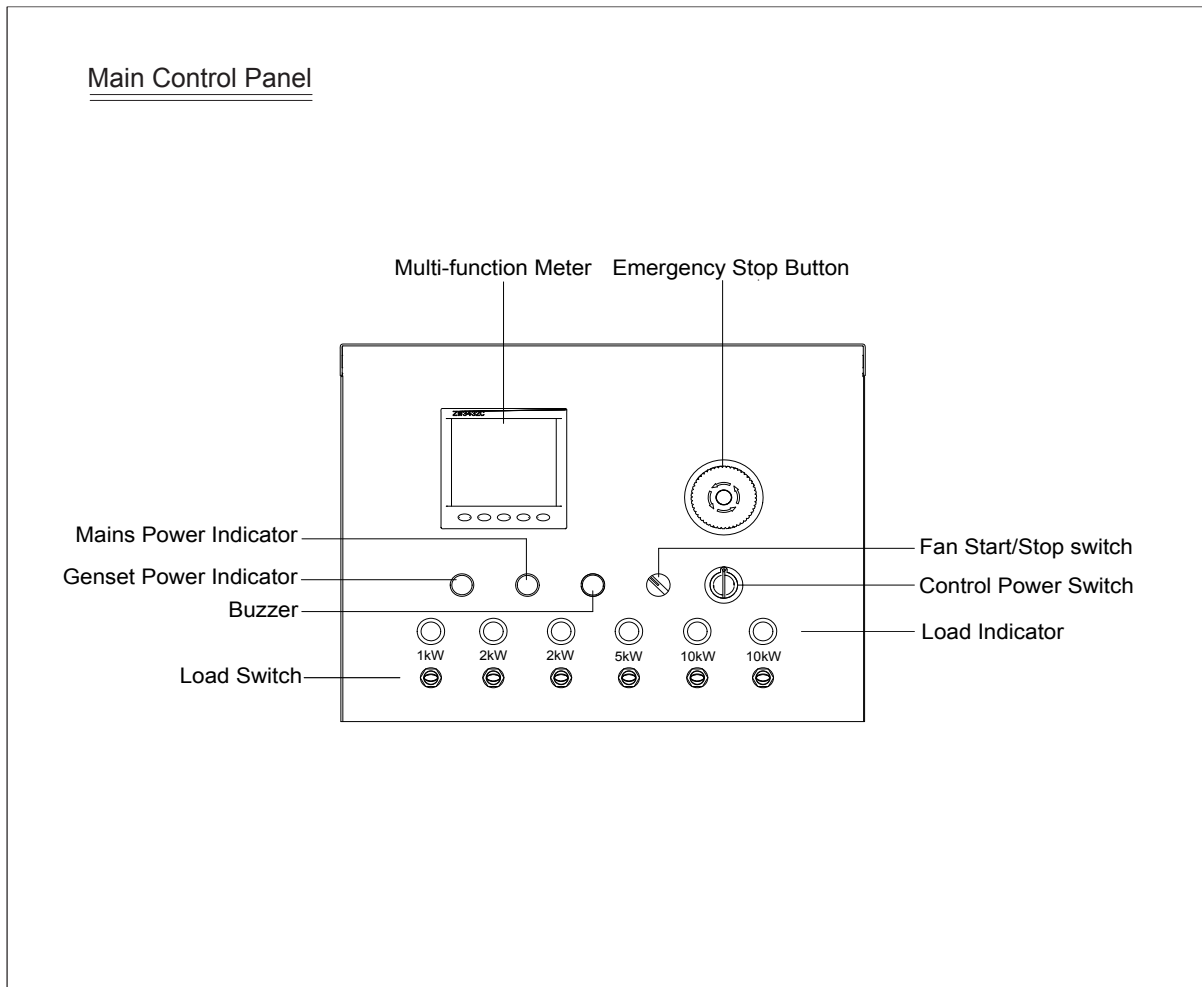 Main Control Panel
Multi-function Meter Emergency Stop Button
ZW3432C
Mains Power Indicator
Fan Start/Stop switch
Genset Power Indicator
Control Power Switch
Buzzer
Load Indicator
1kW 2kW 2kW 5kW 10kW 10kW
Load Switch